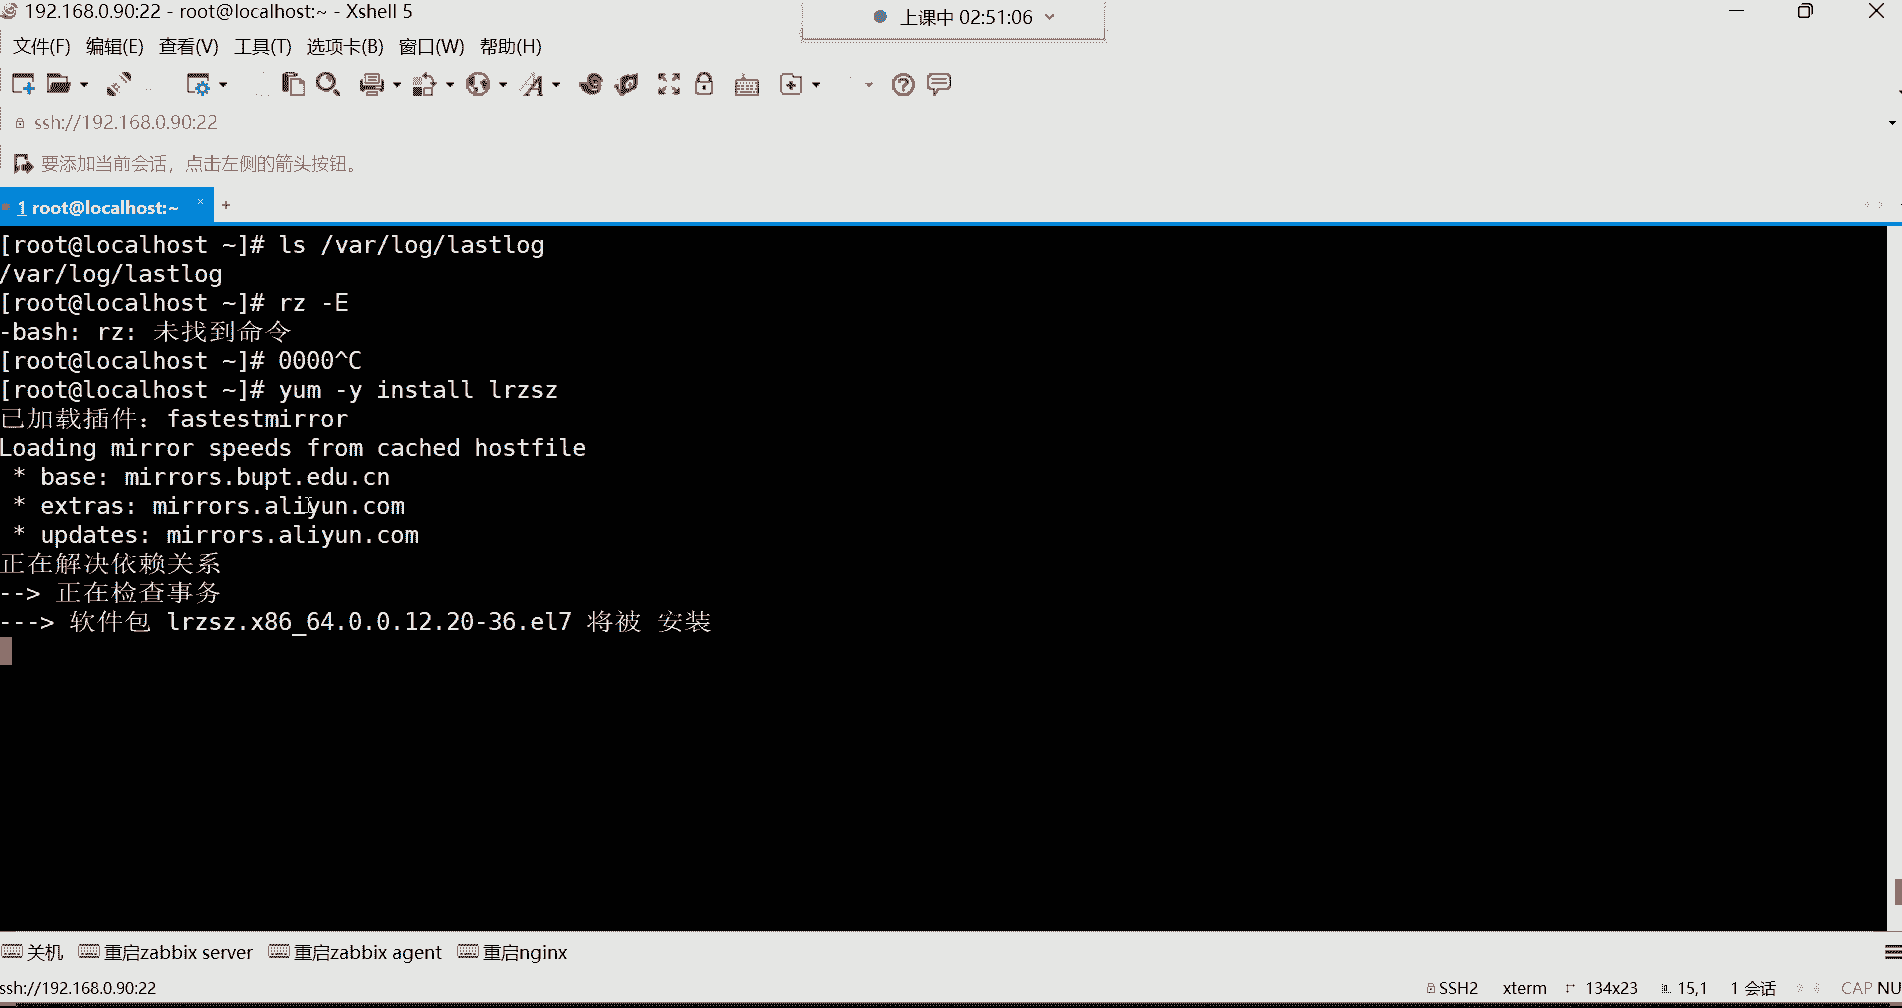 192.168.0.90:22 - root@localhost:~ - Xshell 5
上课中 02:51:06
文件(F) 编辑(E) 查看(V) 工具(T) 选项卡(B) 窗口(W) 帮助(H)
ssh://192.168.0.90:22
要添加当前会话，点击左侧的箭头按钮。
1 root@localhost:~ × +
[root@localhost ~]# ls /var/log/lastlog
/var/log/lastlog
[root@localhost ~]# rz -E
-bash: rz: 未找到命令
[root@localhost ~]# 0000^C
[root@localhost ~]# yum -y install lrzsz
已加载插件：fastestmirror
Loading mirror speeds from cached hostfile
 * base: mirrors.bupt.edu.cn
 * extras: mirrors.aliyun.com
 * updates: mirrors.aliyun.com
正在解决依赖关系
--> 正在检查事务
---> 软件包 lrzsz.x86_64.0.0.12.20-36.el7 将被 安装
关机 重启zabbix server 重启zabbix agent 重启nginx
ssh://192.168.0.90:22 SSH2 xterm 134x23 15,1 1 会话 CAP NU